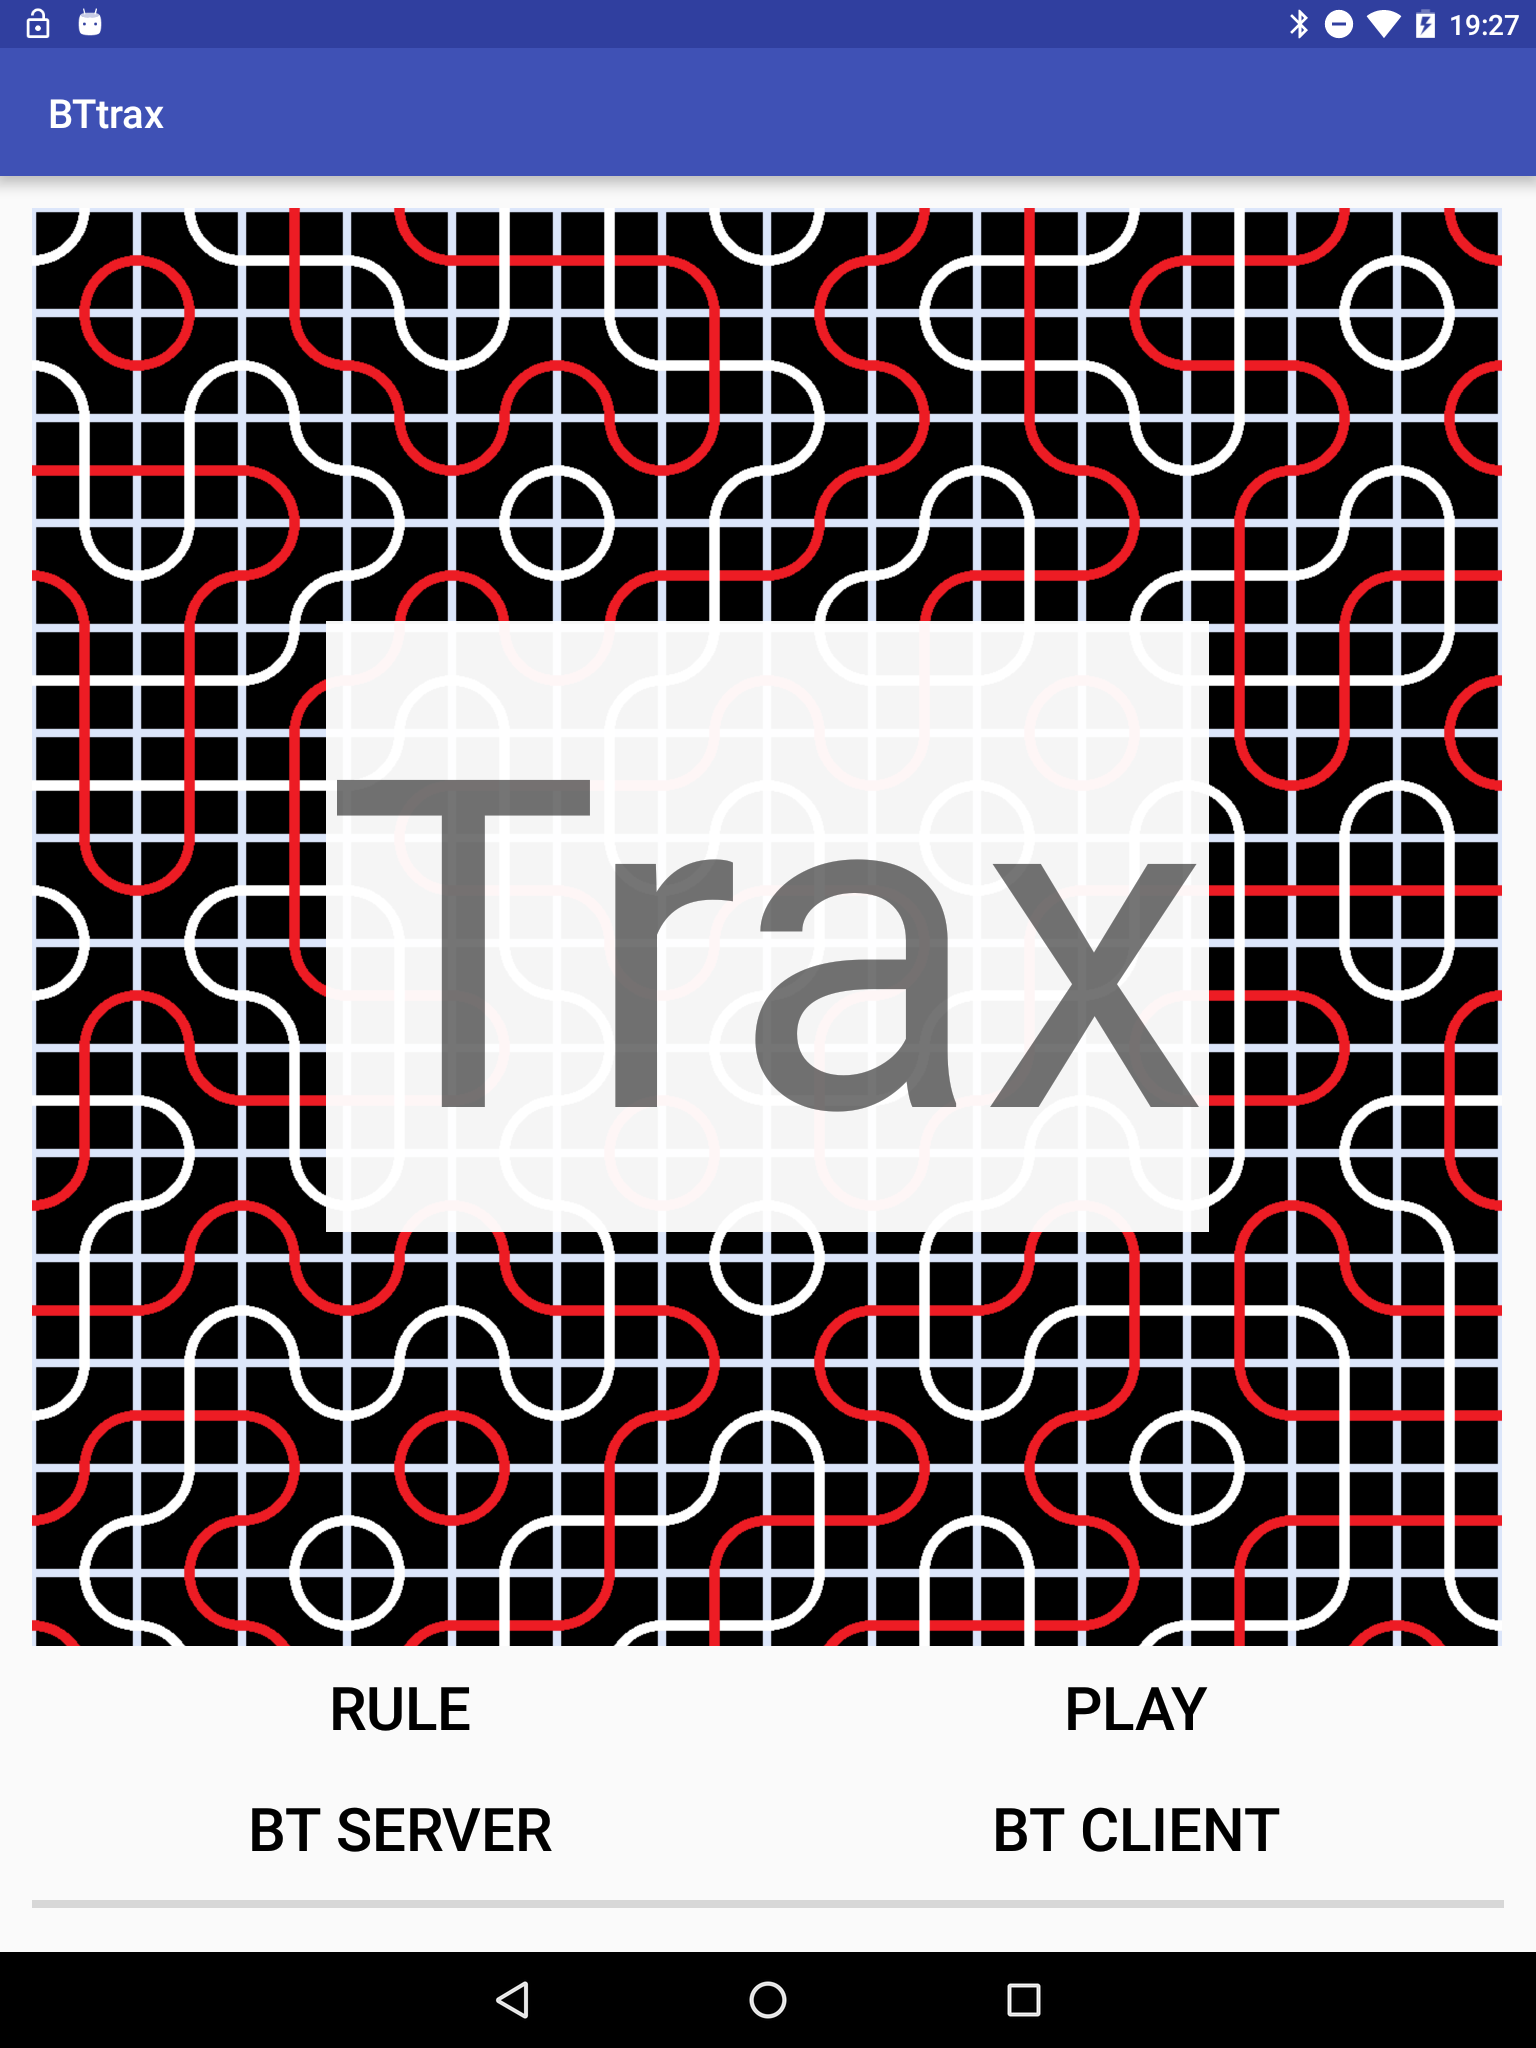 19:27
BTtrax
Trax
RULE
PLAY
BT SERVER
BT CLIENT